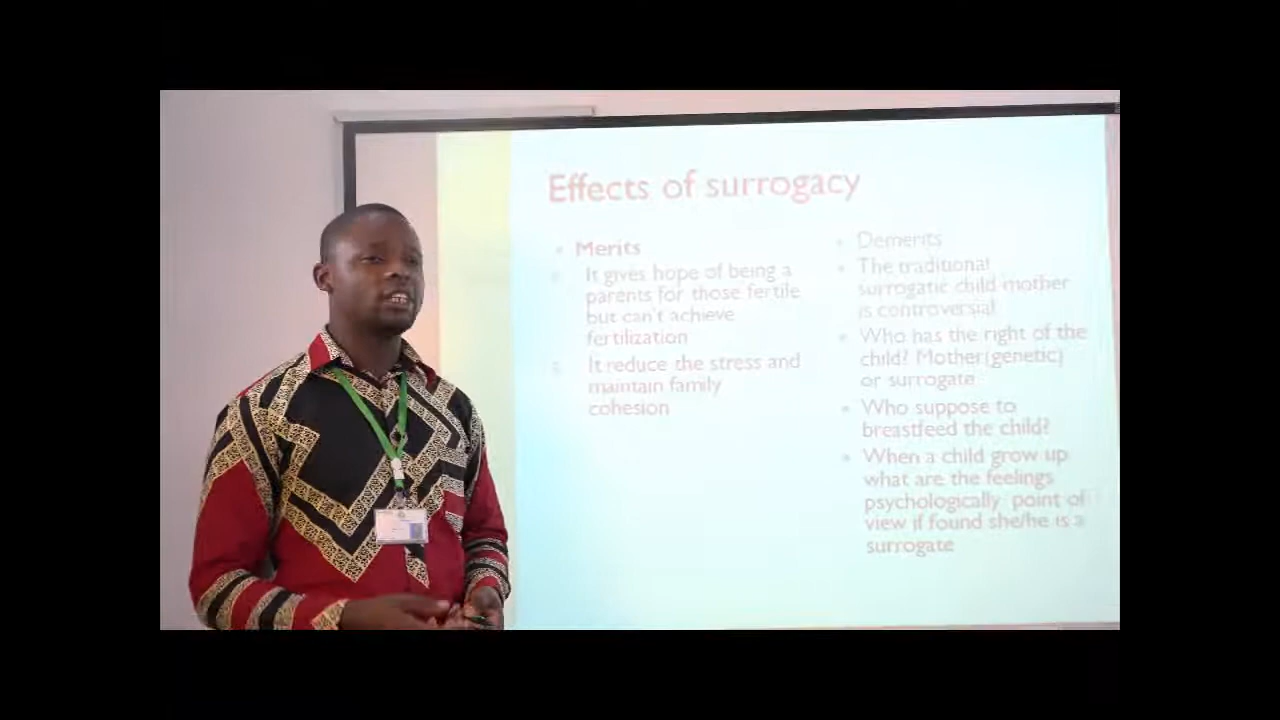 Effects of surrogacy
Merits
It gives hope of being a
parents for those fertile
but can't achieve
fertilization
It reduce the stress and
maintain family
cohesion
Demerits
The traditional
surrogatic child mother
is controversial
Who has the right of the
child? Mother(genetic)
or surrogate
Who suppose to
breastfeed the child?
When a child grow up
what are the feelings
psychologically point of
view if found she/he is a
surrogate